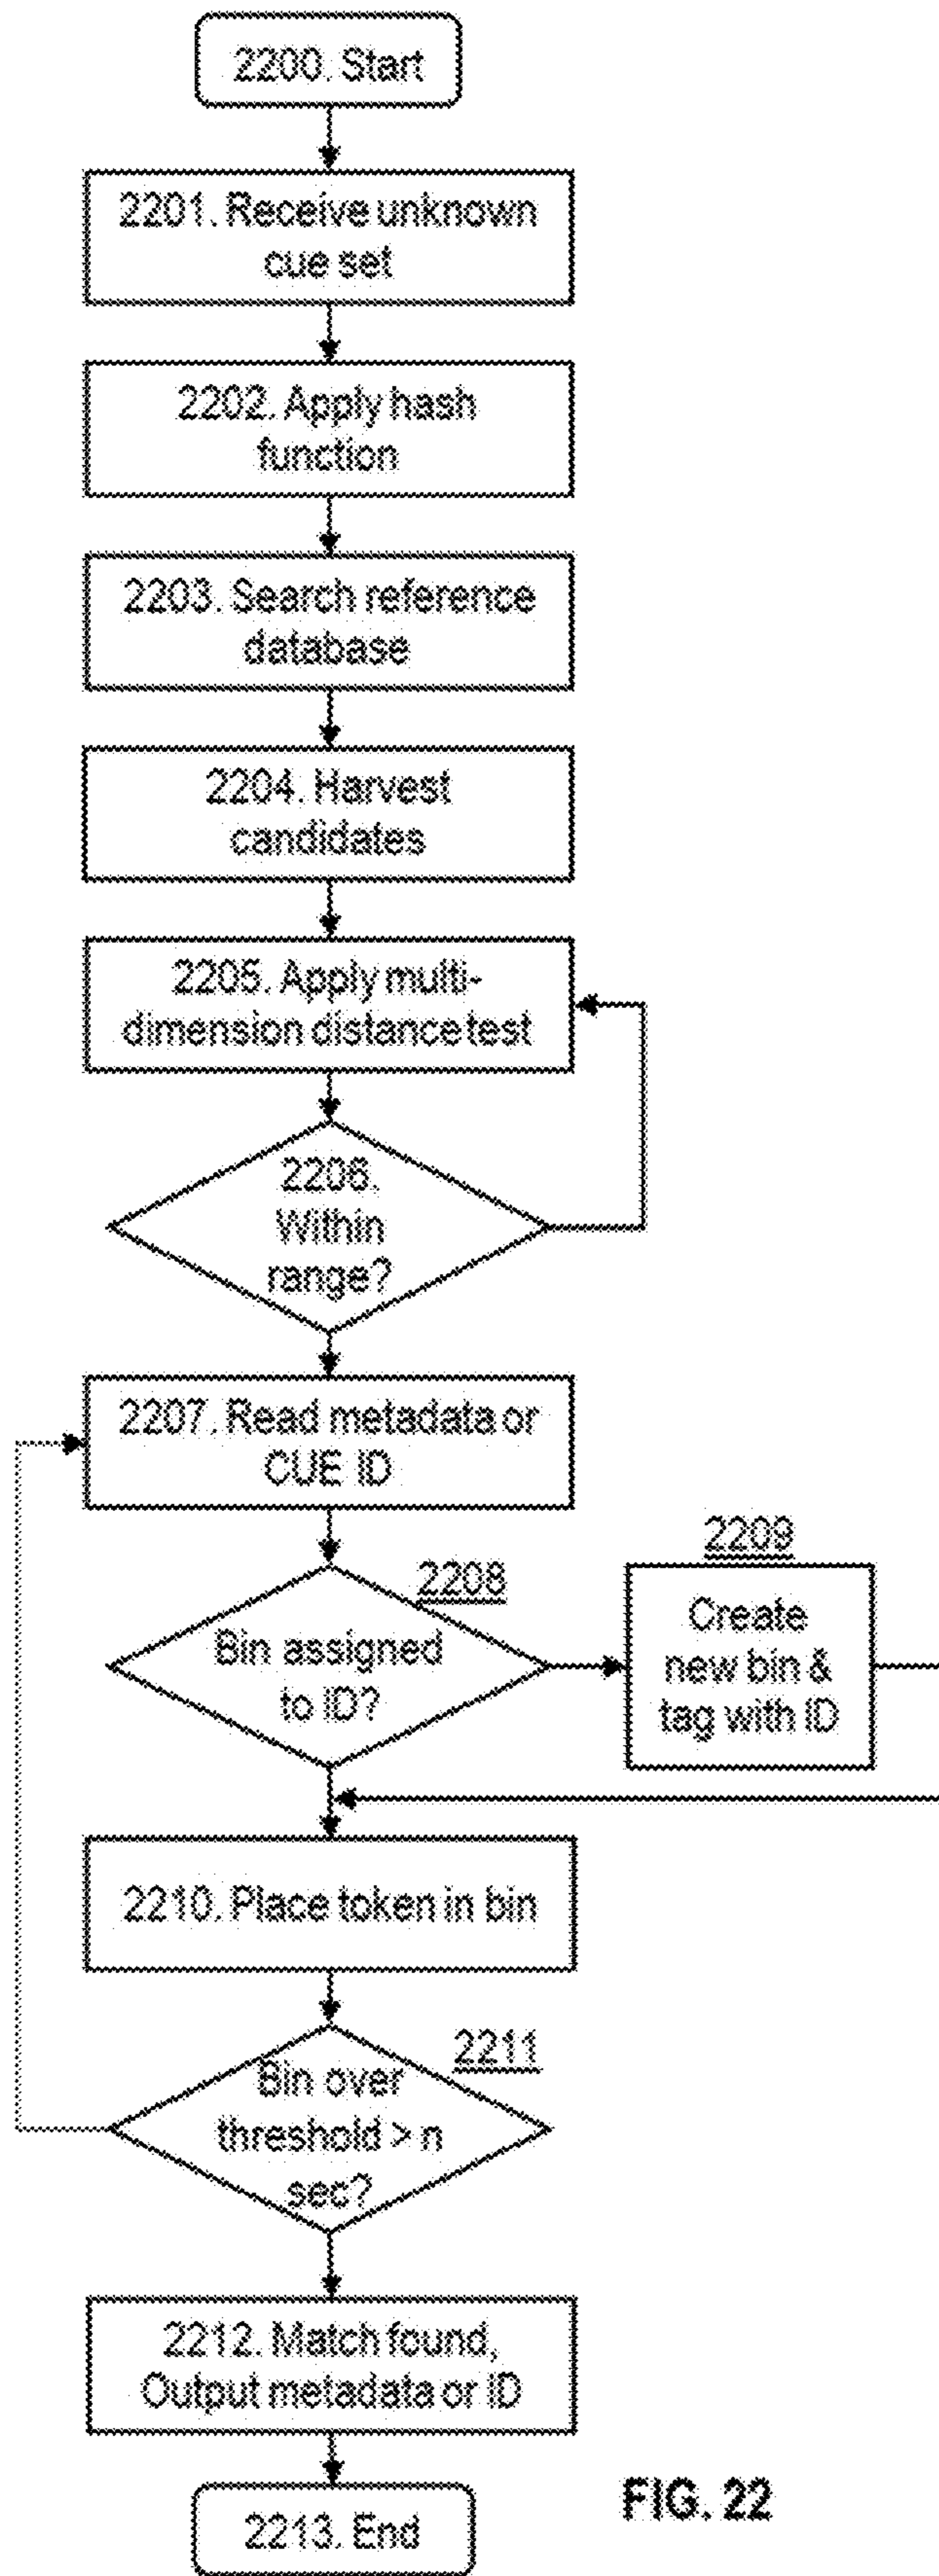 2200. Start
2201. Receive unknown
cue set
2202. Apply hash
function
2203. Search reference
database
2204. Harvest
candidates
2205. Apply multi-
dimension distance test
2206.
Within
range?
2207. Read metadata or
CUE ID
2208
Bin assigned
to ID?
2209
Create
new bin &
tag with ID
2210. Place token in bin
2211
Bin over
threshold > n
sec?
2212. Match found,
Output metadata or ID
2213. End
FIG. 22